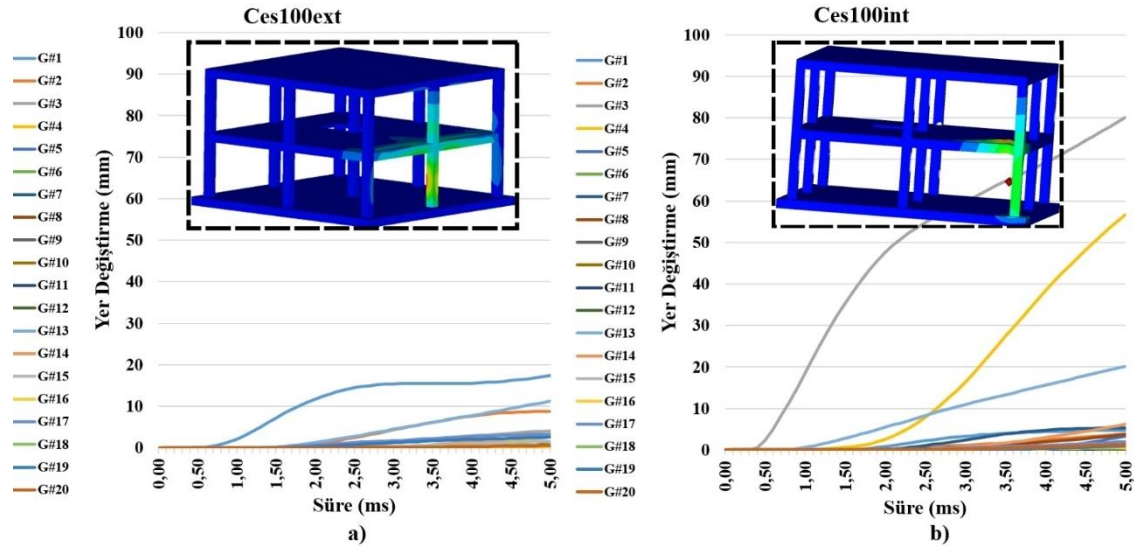 Ces100ext
100
90
80
70
60
50
40
30
20
10
0
Yer Değiştirme (mm)
G#1
G#2
G#3
G#4
G#5
G#6
G#7
G#8
G#9
G#10
G#11
G#12
G#13
G#14
G#15
G#16
G#17
G#18
G#19
G#20
0,00 0,50 1,00 1,50 2,00 2,50 3,00 3,50 4,00 4,50 5,00
Süre (ms)
a)
Ces100int
100
90
80
70
60
50
40
30
20
10
0
Yer Değiştirme (mm)
G#1
G#2
G#3
G#4
G#5
G#6
G#7
G#8
G#9
G#10
G#11
G#12
G#13
G#14
G#15
G#16
G#17
G#18
G#19
G#20
0,00 0,50 1,00 1,50 2,00 2,50 3,00 3,50 4,00 4,50 5,00
Süre (ms)
b)